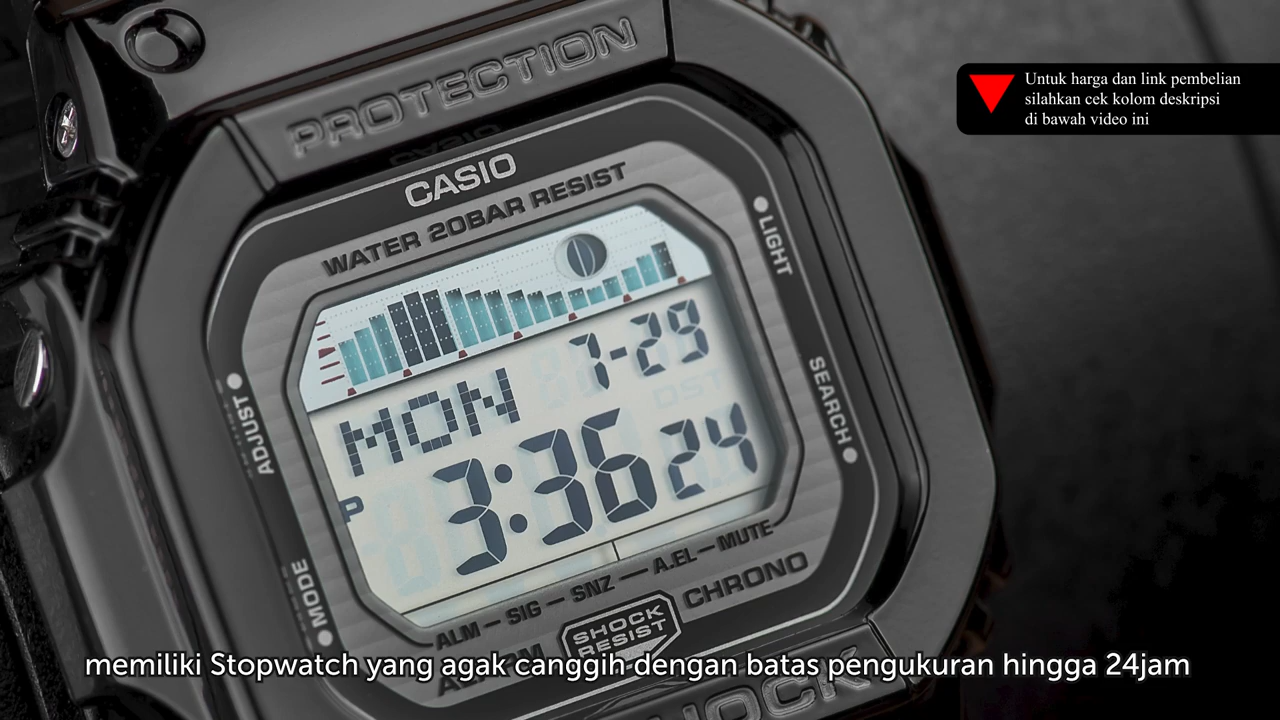 PROTECTION
CASIO
WATER 20BAR RESIST
LIGHT
Untuk harga dan link pembelian
silahkan cek kolom deskripsi
di bawah video ini
MON 7-29
P 3:36 24
ADJUST
SEARCH
MODE
ALM — SIG — SNZ — A.EL — MUTE
CHRONO
SHOCK
RESIST
memiliki Stopwatch yang agak canggih dengan batas pengukuran hingga 24jam